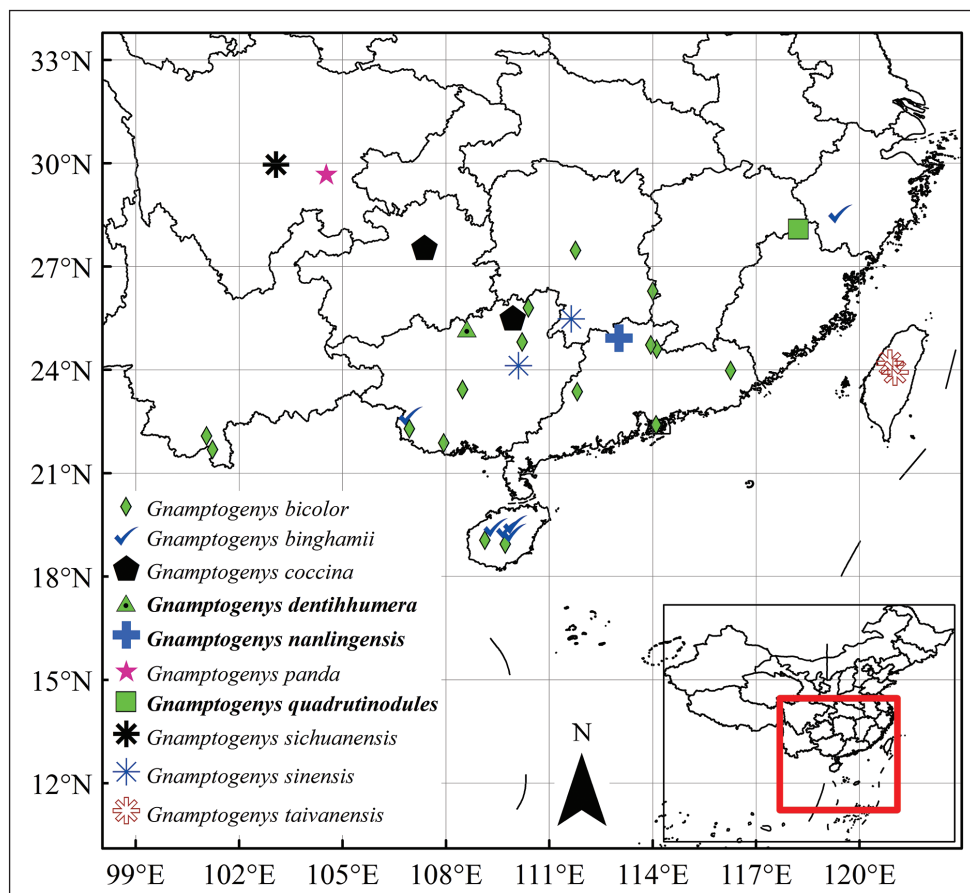 33°N
30°N
27°N
24°N
21°N
18°N
15°N
12°N
Gnamptogenys bicolor
Gnamptogenys binghamii
Gnamptogenys coccina
Gnamptogenys dentihhumera
Gnamptogenys nanlingensis
Gnamptogenys panda
Gnamptogenys quadrutinodules
Gnamptogenys sichuanensis
Gnamptogenys sinensis
Gnamptogenys taivanensis
N
99°E 102°E 105°E 108°E 111°E 114°E 117°E 120°E